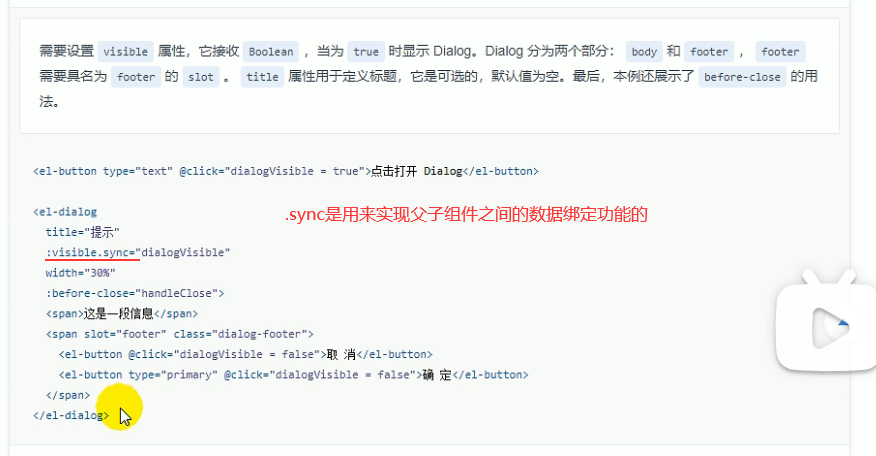 需要设置 visible 属性，它接收 Boolean ，当为 true 时显示 Dialog。Dialog 分为两个部分： body 和 footer ， footer
需要具名为 footer 的 slot 。 title 属性用于定义标题，它是可选的，默认值为空。最后，本例还展示了 before-close 的用
法。
<el-button type="text" @click="dialogVisible = true">点击打开 Dialog</el-button>
<el-dialog
.sync是用来实现父子组件之间的数据绑定功能的
title="提示"
:visible.sync="dialogVisible"
width="30%"
:before-close="handleClose">
<span>这是一段信息</span>
<span slot="footer" class="dialog-footer">
<el-button @click="dialogVisible = false">取 消</el-button>
<el-button type="primary" @click="dialogVisible = false">确 定</el-button>
</span>
</el-dialog>